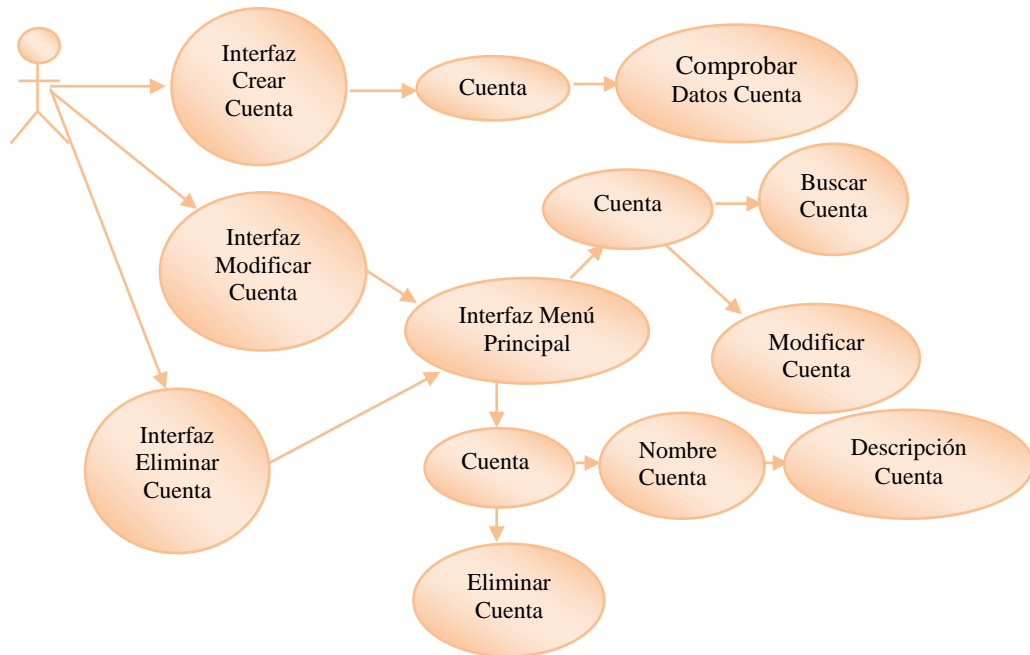 Interfaz
Crear
Cuenta
Cuenta
Comprobar
Datos Cuenta
Cuenta
Buscar
Cuenta
Interfaz
Modificar
Cuenta
Interfaz Menú
Principal
Modificar
Cuenta
Interfaz
Eliminar
Cuenta
Cuenta
Nombre
Cuenta
Descripción
Cuenta
Eliminar
Cuenta